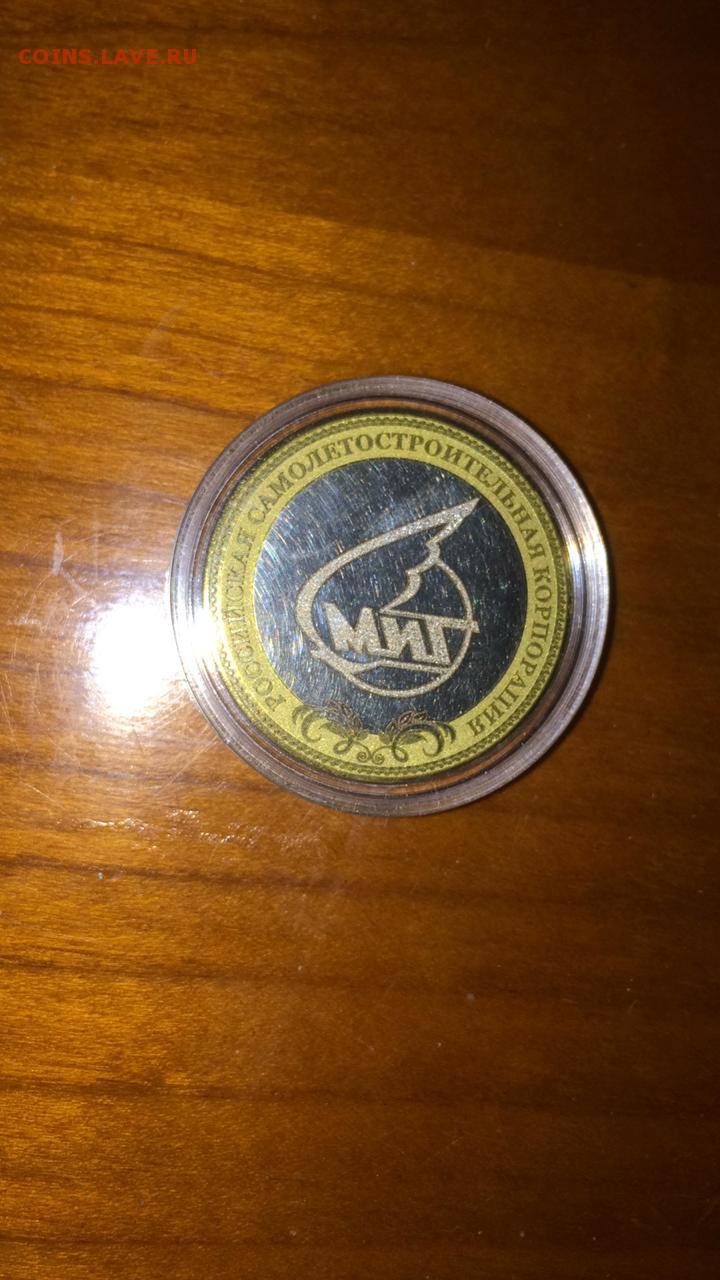 COINS.LAVE.RU
РОССИЙСКАЯ САМОЛЕТОСТРОИТЕЛЬНАЯ КОРПОРАЦИЯ
МИГ